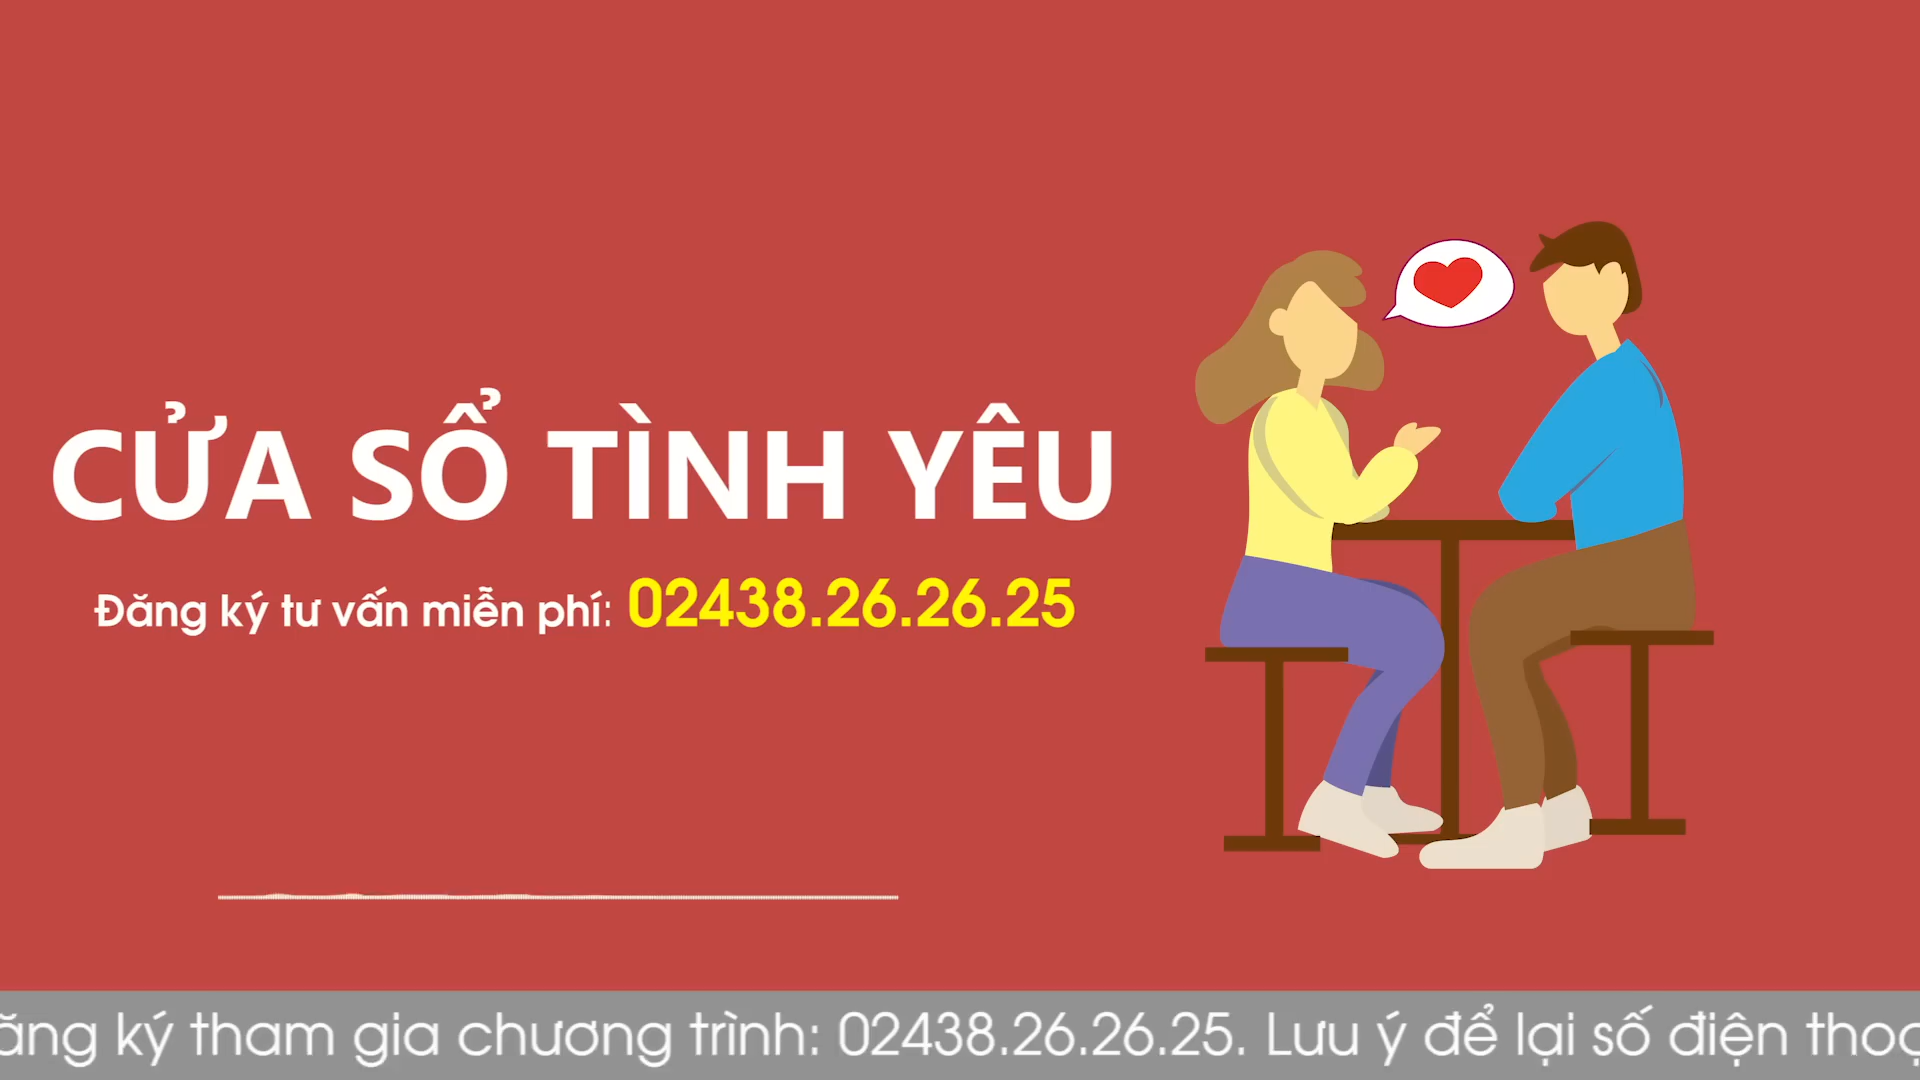 CỬA SỔ TÌNH YÊU
Đăng ký tư vấn miễn phí: 02438.26.26.25
ăng ký tham gia chương trình: 02438.26.26.25. Lưu ý để lại số điện thoạ